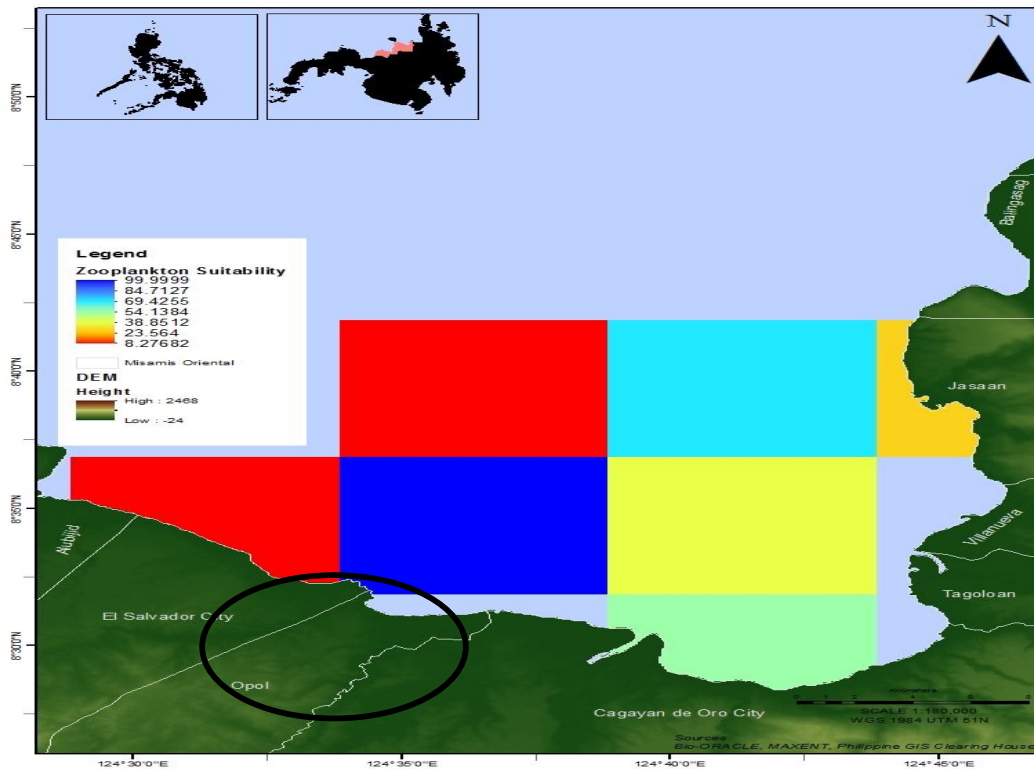 N
8°50'0"N
8°45'0"N
8°40'0"N
8°35'0"N
8°30'0"N
Legend
Zooplankton Suitability
99.9999
84.7127
69.4255
54.1384
38.8512
23.564
8.27682
Misamis Oriental
DEM
Height
High : 2468
Low : -24
Balingasag
Jasaan
Villanueva
Tagoloan
Alubijid
El Salvador City
Opol
Cagayan de Oro City
Kilometers
SCALE 1:180,000
WGS 1984 UTM 51N
Sources
Bio-ORACLE, MAXENT, Philippine GIS Clearing House
124°30'0"E
124°35'0"E
124°40'0"E
124°45'0"E